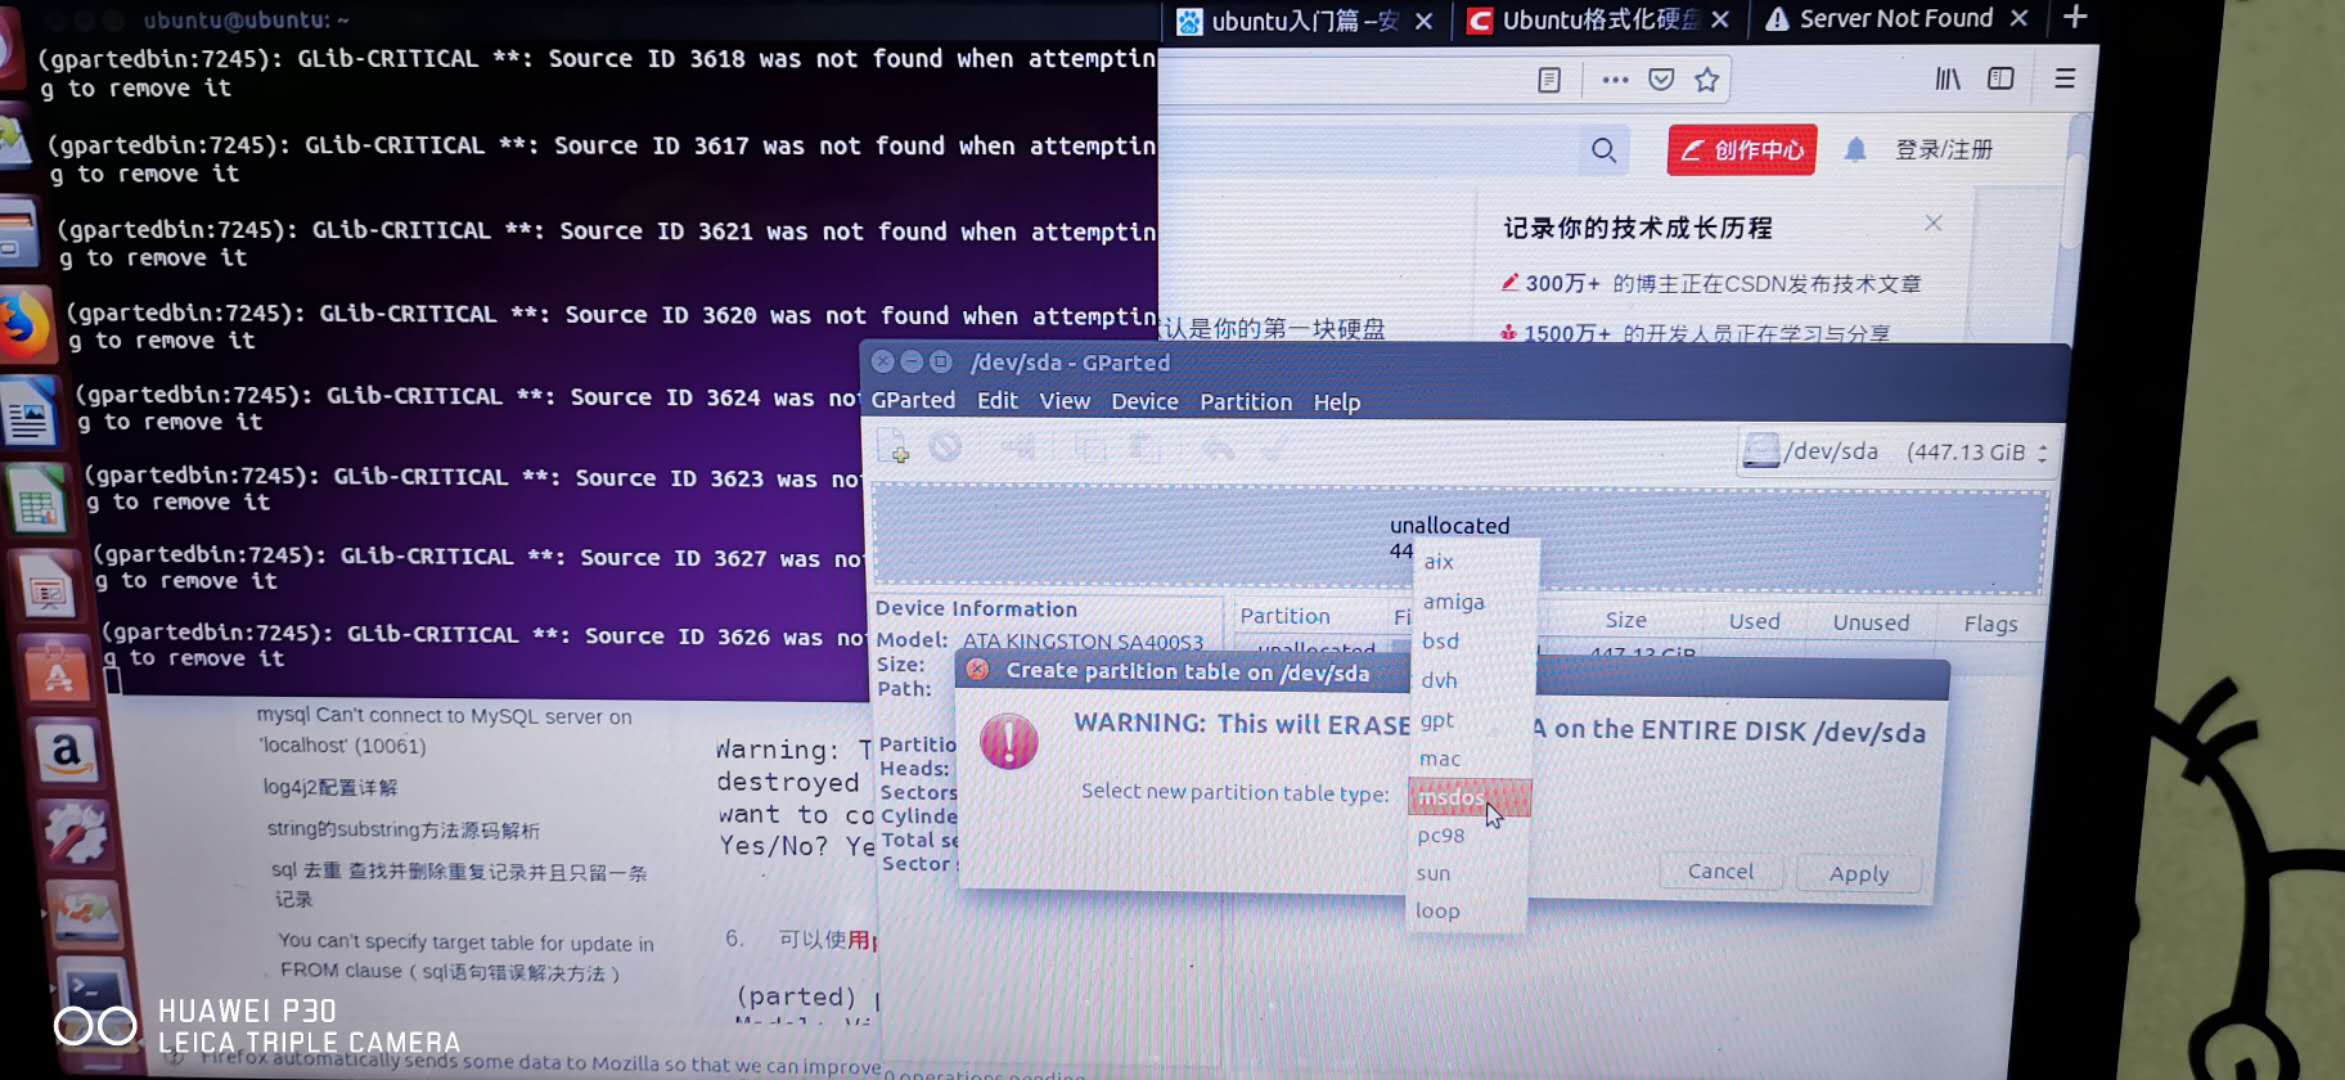 ubuntu@ubuntu: ~
(gpartedbin:7245): GLib-CRITICAL **: Source ID 3618 was not found when attemptin
g to remove it
(gpartedbin:7245): GLib-CRITICAL **: Source ID 3617 was not found when attemptin
g to remove it
(gpartedbin:7245): GLib-CRITICAL **: Source ID 3621 was not found when attemptin
g to remove it
(gpartedbin:7245): GLib-CRITICAL **: Source ID 3620 was not found when attemptin
g to remove it
(gpartedbin:7245): GLib-CRITICAL **: Source ID 3624 was no
g to remove it
(gpartedbin:7245): GLib-CRITICAL **: Source ID 3623 was no
g to remove it
(gpartedbin:7245): GLib-CRITICAL **: Source ID 3627 was no
g to remove it
(gpartedbin:7245): GLib-CRITICAL **: Source ID 3626 was no
g to remove it
ubuntu入门篇 –安
Ubuntu格式化硬盘
Server Not Found
创作中心
登录/注册
记录你的技术成长历程
300万+ 的博主正在CSDN发布技术文章
1500万+ 的开发人员正在学习与分享
认是你的第一块硬盘
/dev/sda - GParted
GParted Edit View Device Partition Help
/dev/sda (447.13 GiB
unallocated
44
Device Information
Model: ATA KINGSTON SA400S3
Size:
Path:
Partitio
Heads:
Sectors
Cylinde
Total se
Sector
Partition Fi Size Used Unused Flags
unallocated 447.13 GiB
Create partition table on /dev/sda
WARNING: This will ERASE A on the ENTIRE DISK /dev/sda
Select new partition table type:
aix
amiga
bsd
dvh
gpt
mac
msdos
pc98
sun
loop
Cancel Apply
mysql Can't connect to MySQL server on
'localhost' (10061)
log4j2配置详解
string的substring方法源码解析
sql 去重 查找并删除重复记录并且只留一条
记录
You can't specify target table for update in
FROM clause ( sql语句错误解决方法 )
Warning: T
destroyed
want to co
Yes/No? Ye
6. 可以使用p
(parted) p
Firefox automatically sends some data to Mozilla so that we can improve
0 operations pending
HUAWEI P30
LEICA TRIPLE CAMERA